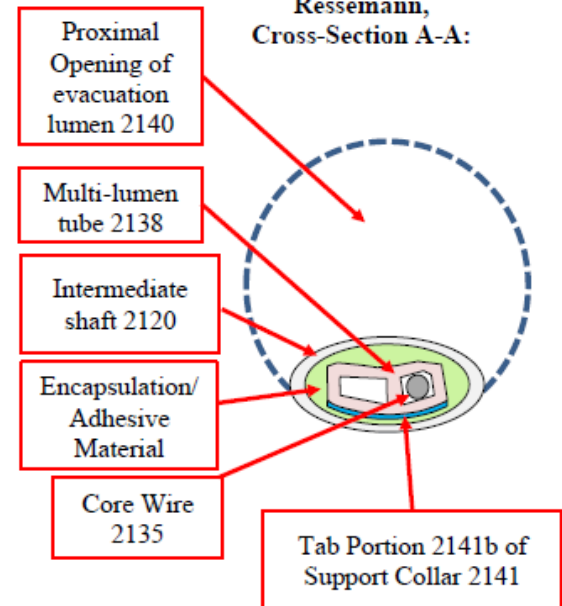 Ressemann,
Cross-Section A-A:
Proximal
Opening of
evacuation
lumen 2140
Multi-lumen
tube 2138
Intermediate
shaft 2120
Encapsulation/
Adhesive
Material
Core Wire
2135
Tab Portion 2141b of
Support Collar 2141